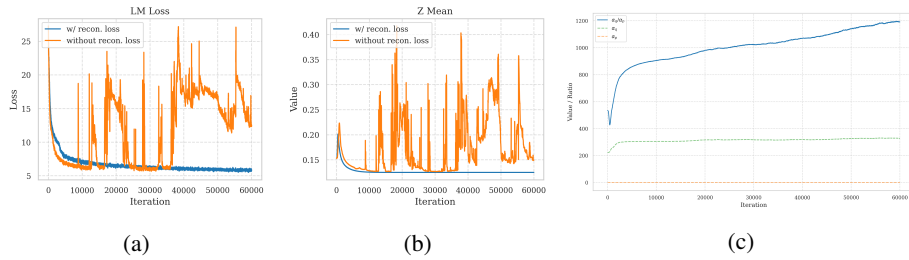 LM Loss
w/ recon. loss
without recon. loss
Loss
25
20
15
10
5
0 10000 20000 30000 40000 50000 60000
Iteration
(a)
Z Mean
w/ recon. loss
without recon. loss
Value
0.40
0.35
0.30
0.25
0.20
0.15
0 10000 20000 30000 40000 50000 60000
Iteration
(b)
Value / Ratio
1200
1000
800
600
400
200
0
0 10000 20000 30000 40000 50000 60000
Iteration
(c)